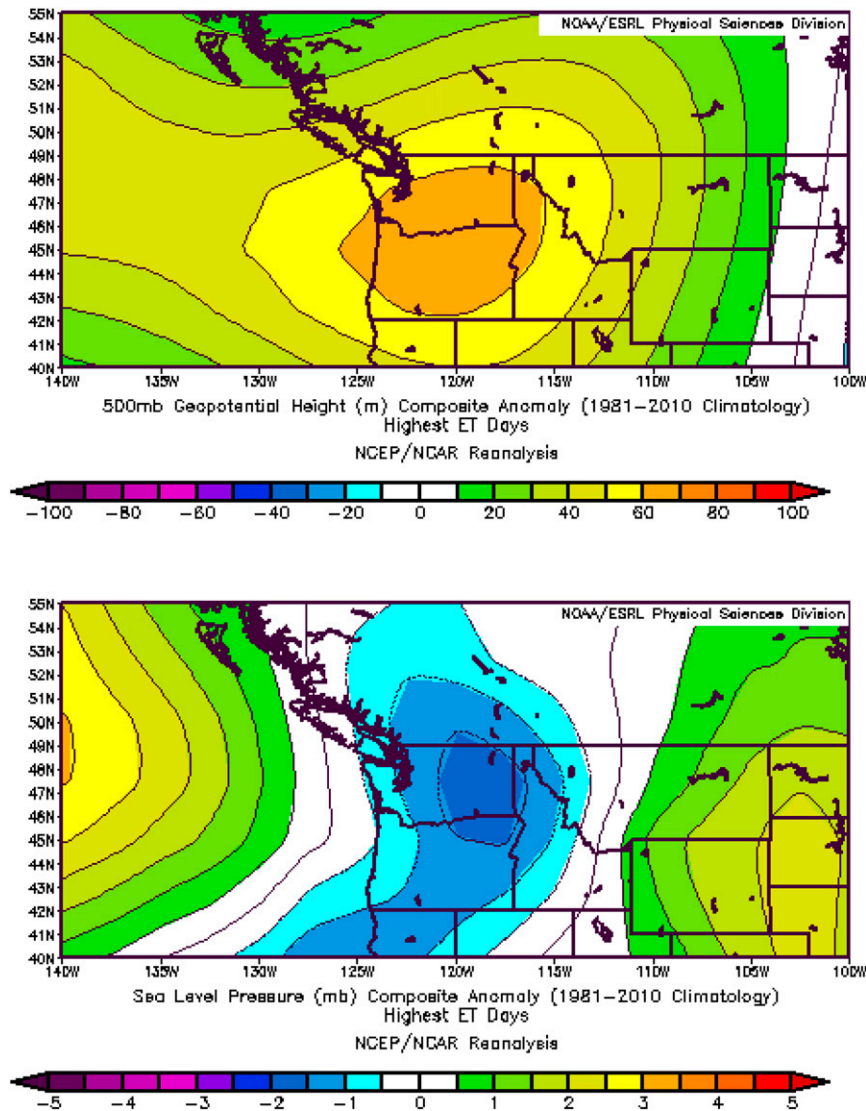 55N
NOAA/ESRL Physical Sciences Division
54N
53N
52N
51N
50N
49N
48N
47N
46N
45N
44N
43N
42N
41N
40N
140W 135W 130W 125W 120W 115W 110W 105W 100W
500mb Geopotential Height (m) Composite Anomaly (1981-2010 Climatology)
Highest ET Days
NCEP/NCAR Reanalysis
-100 -80 -60 -40 -20 0 20 40 60 80 100
55N
NOAA/ESRL Physical Sciences Division
54N
53N
52N
51N
50N
49N
48N
47N
46N
45N
44N
43N
42N
41N
40N
140W 135W 130W 125W 120W 115W 110W 105W 100W
Sea Level Pressure (mb) Composite Anomaly (1981-2010 Climatology)
Highest ET Days
NCEP/NCAR Reanalysis
-5 -4 -3 -2 -1 0 1 2 3 4 5